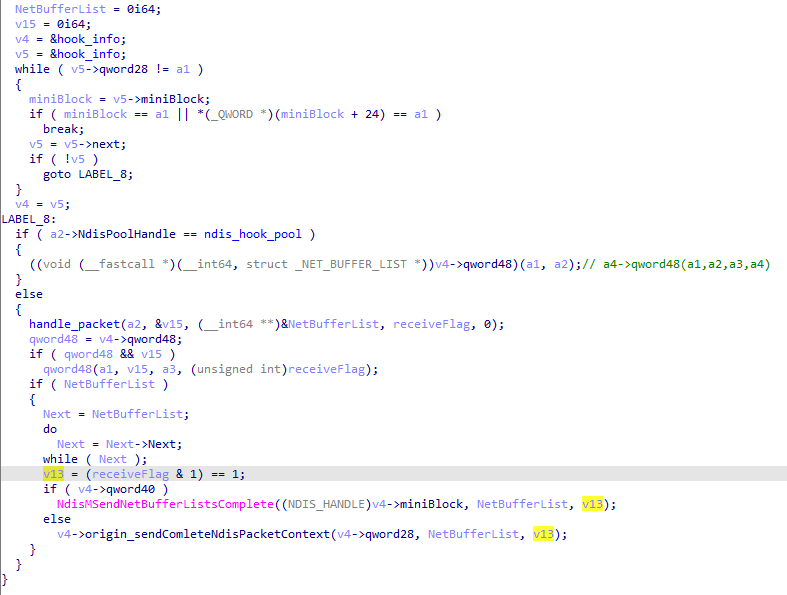 NetBufferList = 0i64;
v15 = 0i64;
v4 = &hook_info;
v5 = &hook_info;
while ( v5->qword28 != a1 )
{
miniBlock = v5->miniBlock;
if ( miniBlock == a1 || *(_QWORD *)(miniBlock + 24) == a1 )
break;
v5 = v5->next;
if ( !v5 )
goto LABEL_8;
}
v4 = v5;
LABEL_8:
if ( a2->NdisPoolHandle == ndis_hook_pool )
{
((void (__fastcall *)(__int64, struct _NET_BUFFER_LIST *))v4->qword48)(a1, a2);// a4->qword48(a1,a2,a3,a4)
}
else
{
handle_packet(a2, &v15, (__int64 **)&NetBufferList, receiveFlag, 0);
qword48 = v4->qword48;
if ( qword48 && v15 )
qword48(a1, v15, a3, (unsigned int)receiveFlag);
if ( NetBufferList )
{
Next = NetBufferList;
do
Next = Next->Next;
while ( Next );
v13 = (receiveFlag & 1) == 1;
if ( v4->qword40 )
NdisMSendNetBufferListsComplete((NDIS_HANDLE)v4->miniBlock, NetBufferList, v13);
else
v4->origin_sendComleteNdisPacketContext(v4->qword28, NetBufferList, v13);
}
}
}